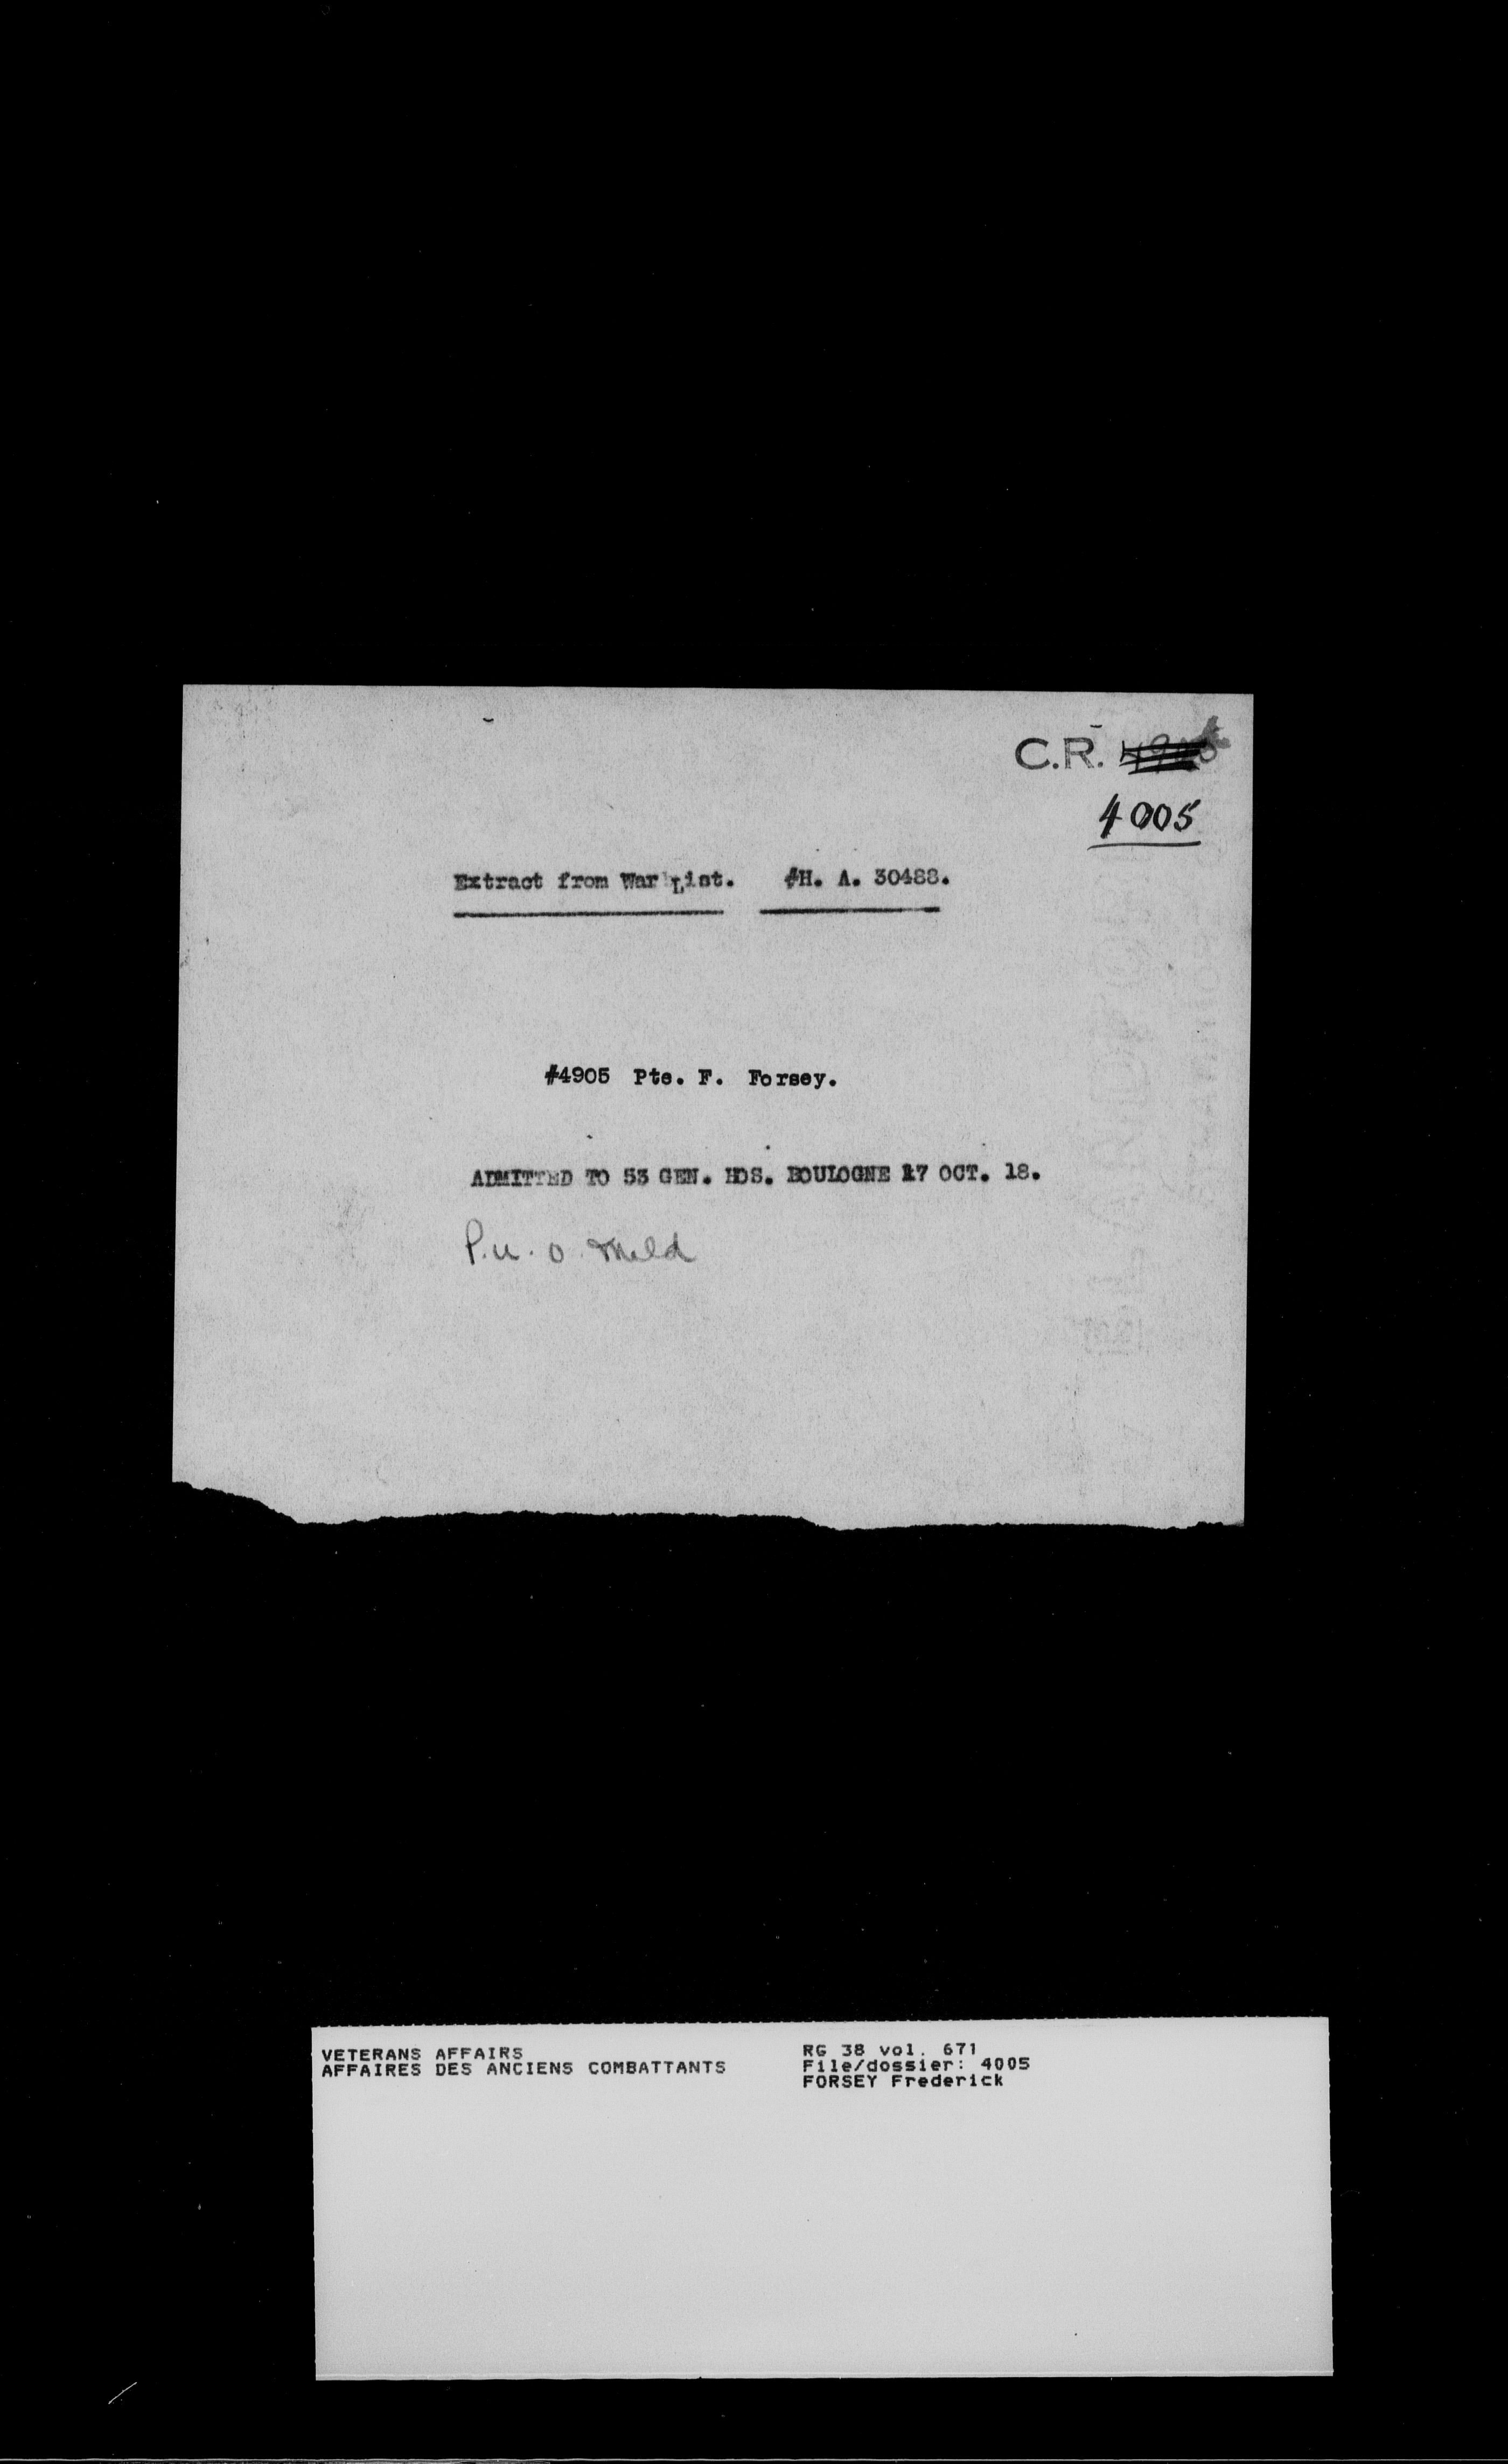 C.R.
4005
Extract from War List. #H. A. 30488.
#4905 Pte. F. Forsey.
ADMITTED TO 53 GEN. HOS. BOULOGNE 17 OCT. 18.
P.u.o. mild
VETERANS AFFAIRS
AFFAIRES DES ANCIENS COMBATTANTS
RG 38 vol. 671
File/dossier: 4005
FORSEY Frederick